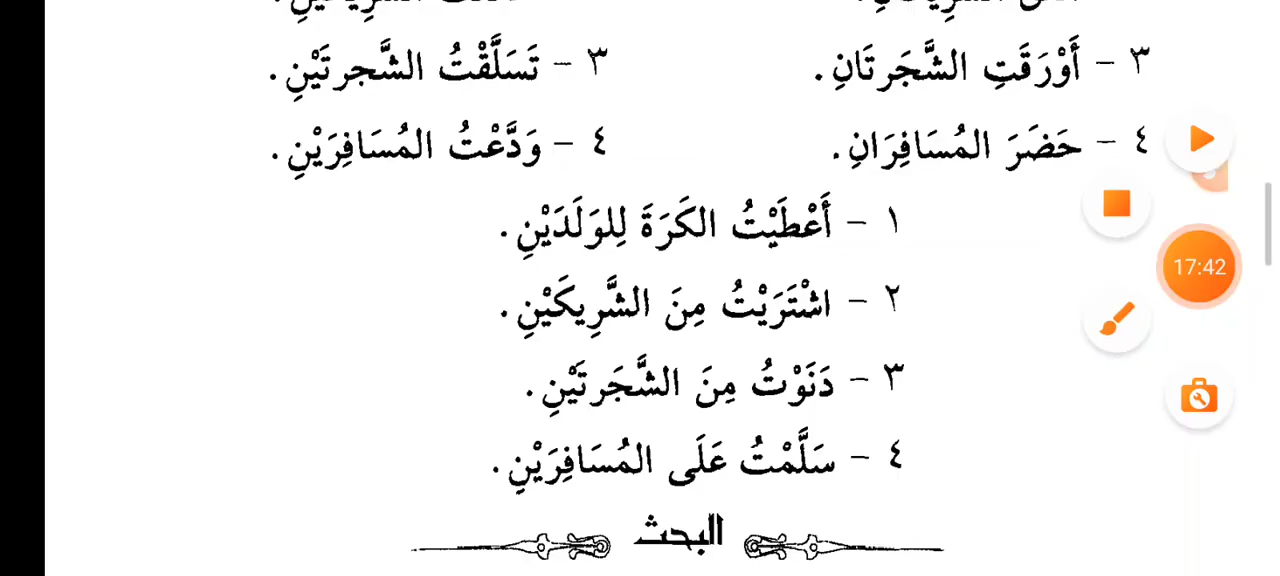 ٣ – أَوْرَقَتِ الشَّجَرتَانِ . ٣ – تَسَلَّقْتُ الشَّجرتَيْنِ .
٤ – حَضَرَ المُسَافِرَانِ . ٤ – وَدَّعْتُ المُسَافِرَيْنِ .
١ – أَعْطَيْتُ الكَرَةَ لِلوَلَدَيْنِ .
٢ – اشْتَرَيْتُ مِنَ الشَّرِيكَيْنِ .
17:42
٣ – دَنَوْتُ مِنَ الشَّجَرتَيْنِ .
٤ – سَلَّمْتُ عَلَى المُسَافِرَيْنِ .
البحث